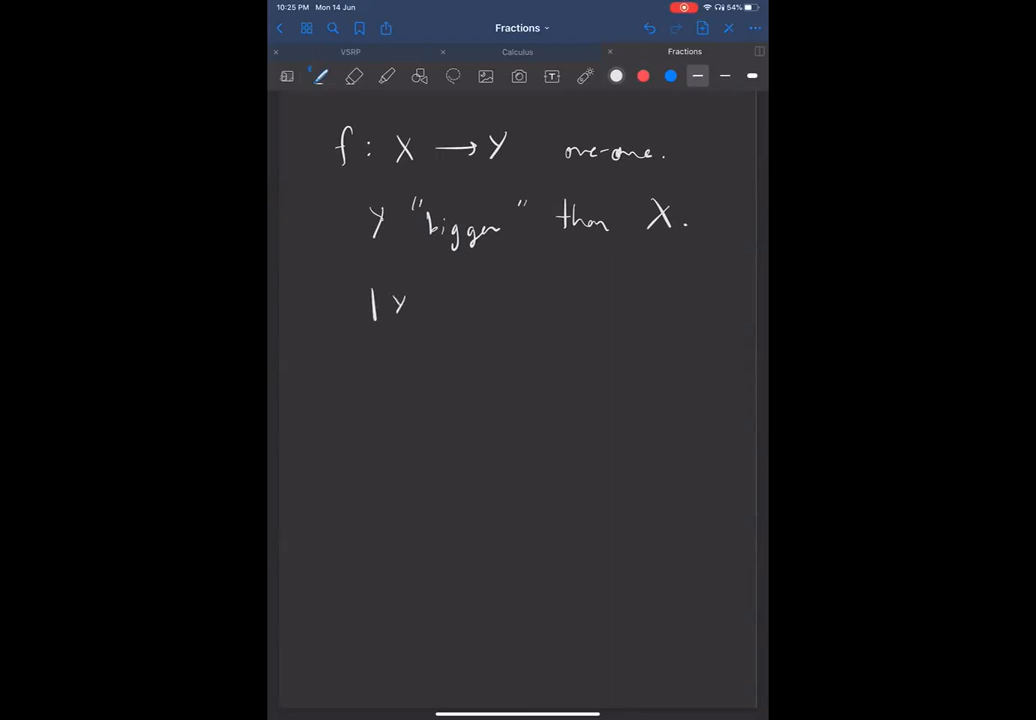 10:25 PM Mon 14 Jun 54%
Fractions
VSRP Calculus Fractions
f : X → Y one-one.
Y "bigger" than X.
| Y